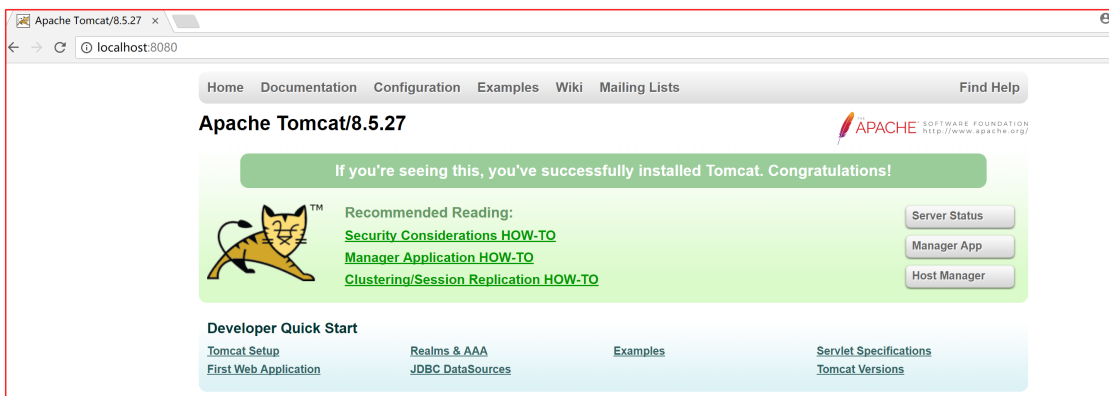 Apache Tomcat/8.5.27
localhost:8080
Home Documentation Configuration Examples Wiki Mailing Lists Find Help
Apache Tomcat/8.5.27
THE
APACHE SOFTWARE FOUNDATION
http://www.apache.org/
If you're seeing this, you've successfully installed Tomcat. Congratulations!
TM
Recommended Reading:
Security Considerations HOW-TO
Manager Application HOW-TO
Clustering/Session Replication HOW-TO
Server Status
Manager App
Host Manager
Developer Quick Start
Tomcat Setup Realms & AAA Examples Servlet Specifications
First Web Application JDBC DataSources Tomcat Versions